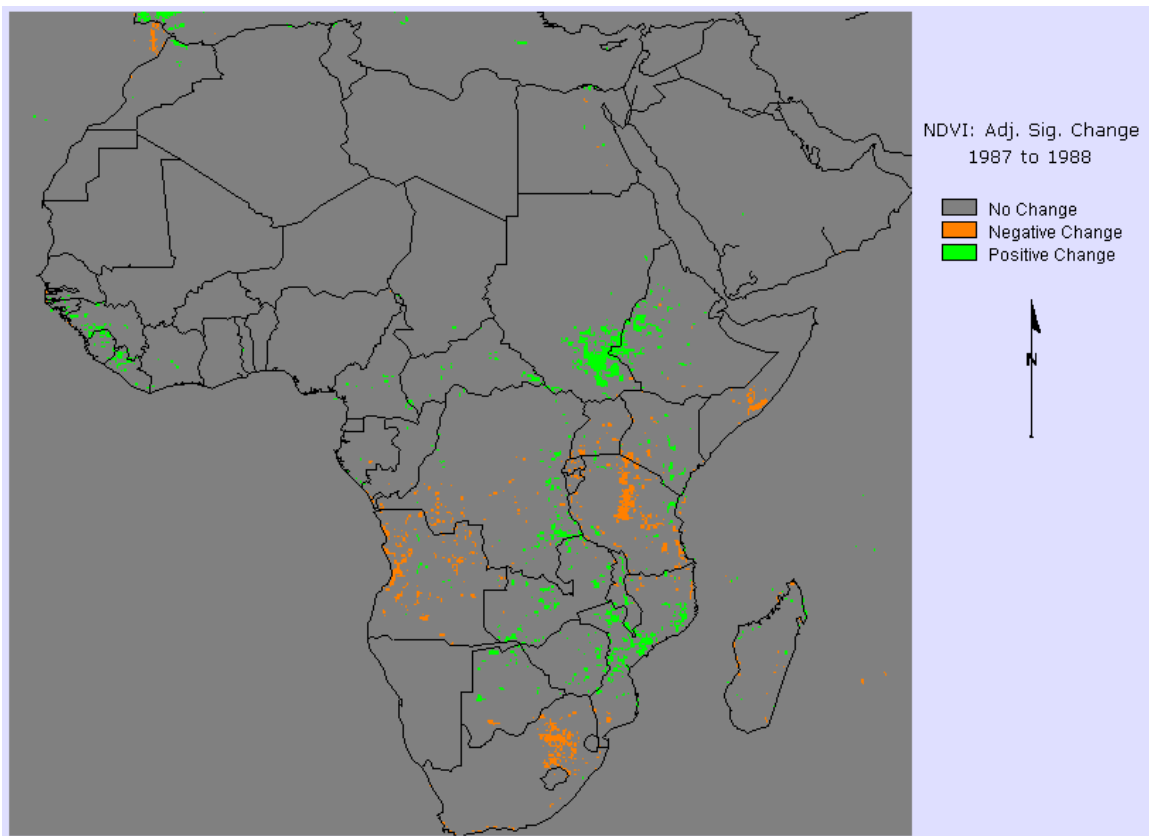 NDVI: Adj. Sig. Change
1987 to 1988
No Change
Negative Change
Positive Change
N